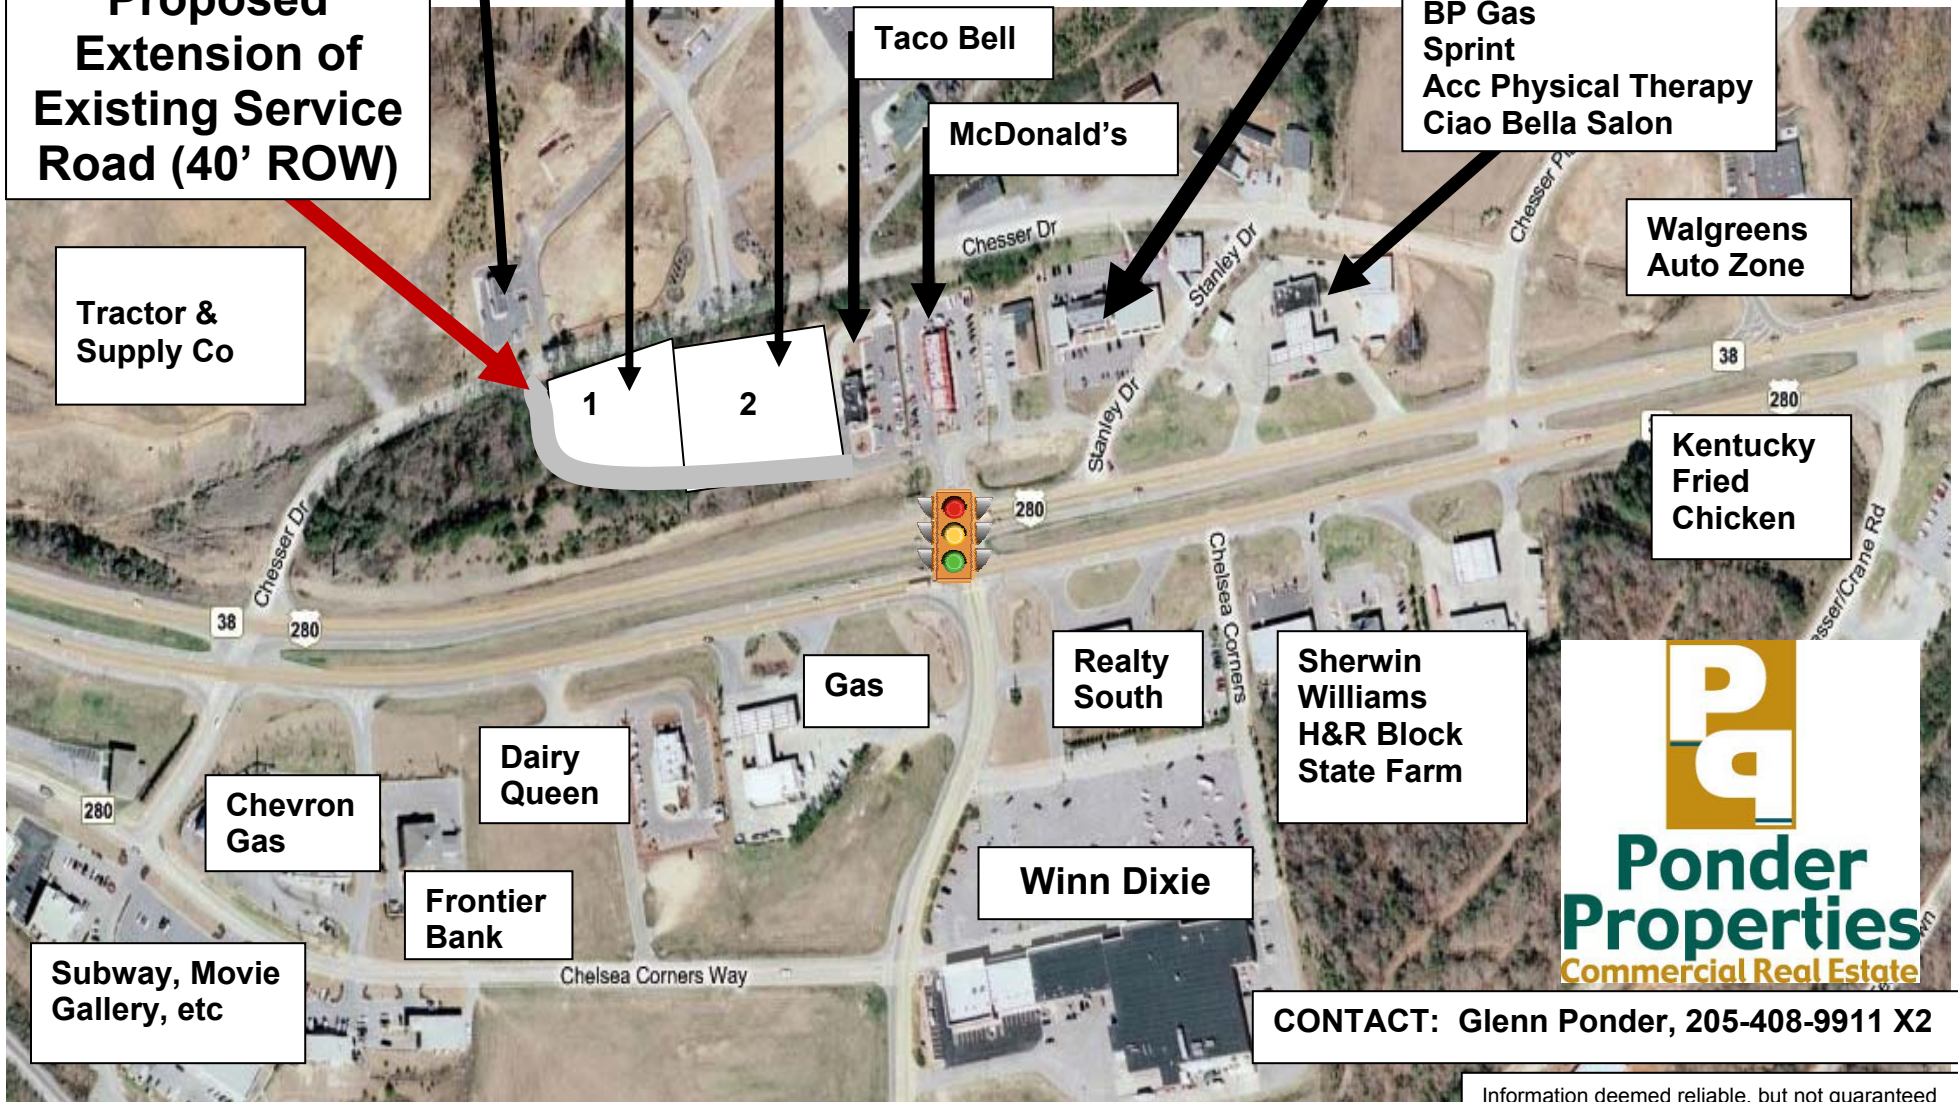 Proposed
Extension of
Existing Service
Road (40’ ROW)
Taco Bell
McDonald’s
BP Gas
Sprint
Acc Physical Therapy
Ciao Bella Salon
Walgreens
Auto Zone
Tractor &
Supply Co
Chesser Dr
Stanley Dr
38
280
1
2
Stanley Dr
Kentucky
Fried
Chicken
280
Chesser Dr
38
280
Chelsea Corners
Realty
South
Sherwin
Williams
H&R Block
State Farm
Gas
Dairy
Queen
280
Chevron
Gas
Frontier
Bank
Winn Dixie
Subway, Movie
Gallery, etc
Chelsea Corners Way
PP
Ponder
Properties
Commercial Real Estate
CONTACT: Glenn Ponder, 205-408-9911 X2
Information deemed reliable, but not guaranteed